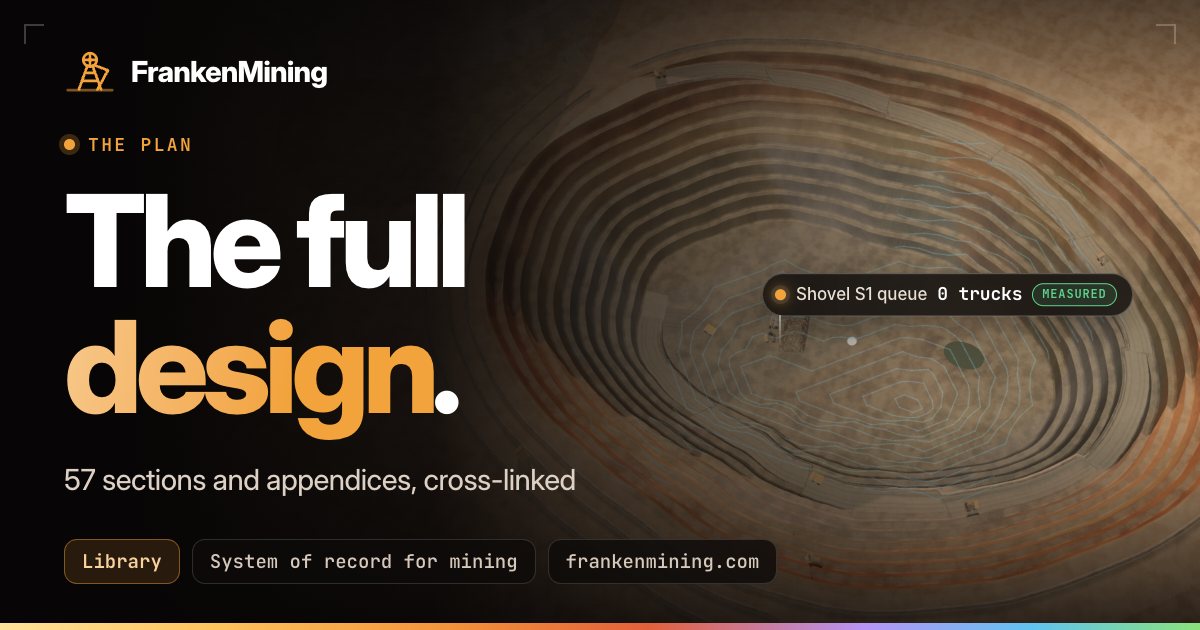 FrankenMining
THE PLAN
The full
design.
Shovel S1 queue 0 trucks MEASURED
57 sections and appendices, cross-linked
Library
System of record for mining
frankenmining.com